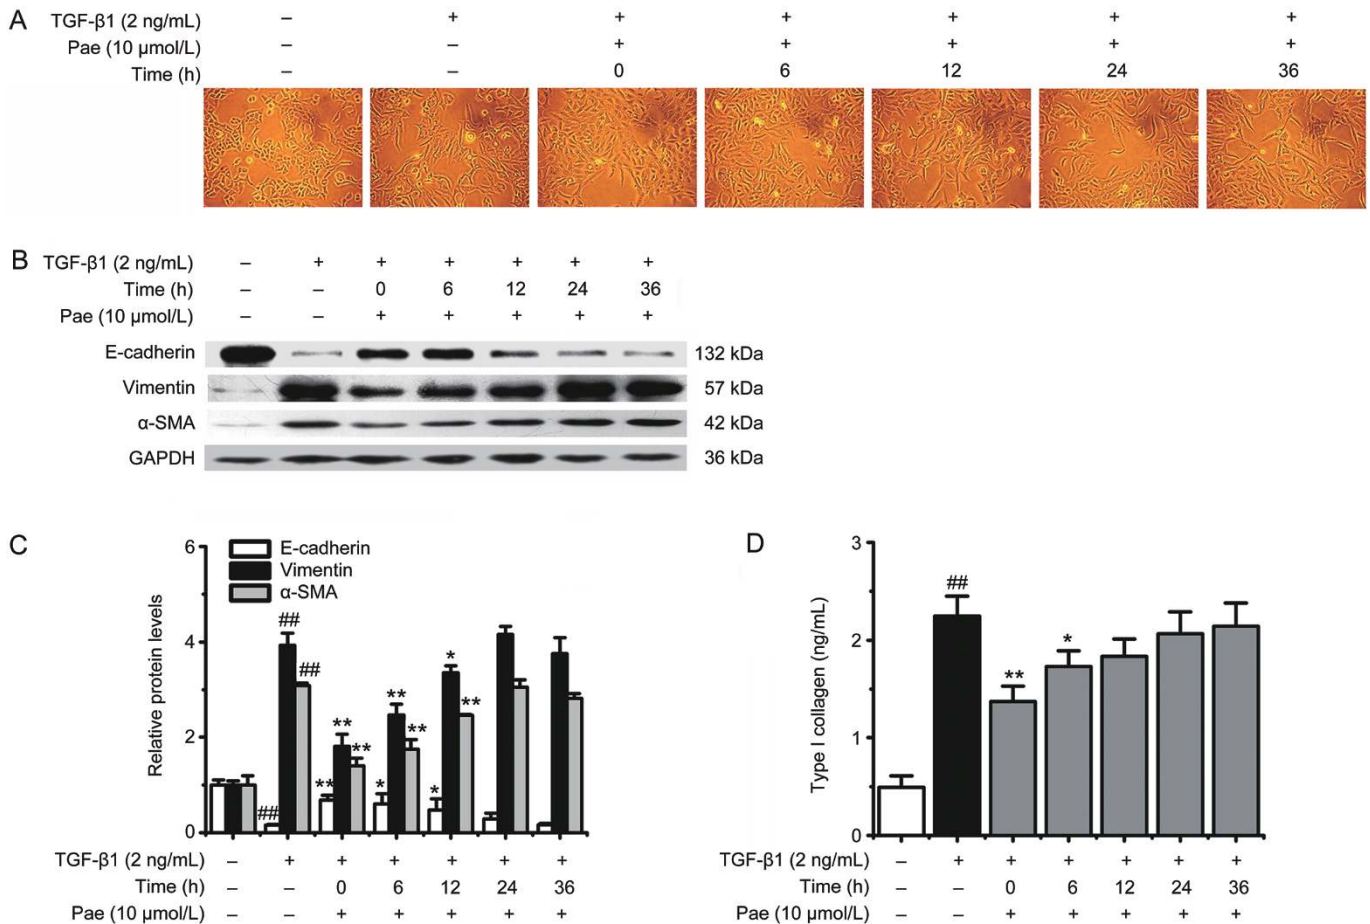 A
TGF-β1 (2 ng/mL) – + + + + + +
Pae (10 μmol/L) – – + + + + +
Time (h) – – 0 6 12 24 36
B
TGF-β1 (2 ng/mL) – + + + + + +
Time (h) – – 0 6 12 24 36
Pae (10 μmol/L) – – + + + + +
E-cadherin 132 kDa
Vimentin 57 kDa
α-SMA 42 kDa
GAPDH 36 kDa
C
E-cadherin
Vimentin
α-SMA
Relative protein levels
6
4
2
0
## ## ##
** ** **
* ** **
* * **
TGF-β1 (2 ng/mL) – + + + + + +
Time (h) – – 0 6 12 24 36
Pae (10 μmol/L) – – + + + + +
D
Type I collagen (ng/mL)
3
2
1
0
## ** *
TGF-β1 (2 ng/mL) – + + + + + +
Time (h) – – 0 6 12 24 36
Pae (10 μmol/L) – – + + + + +